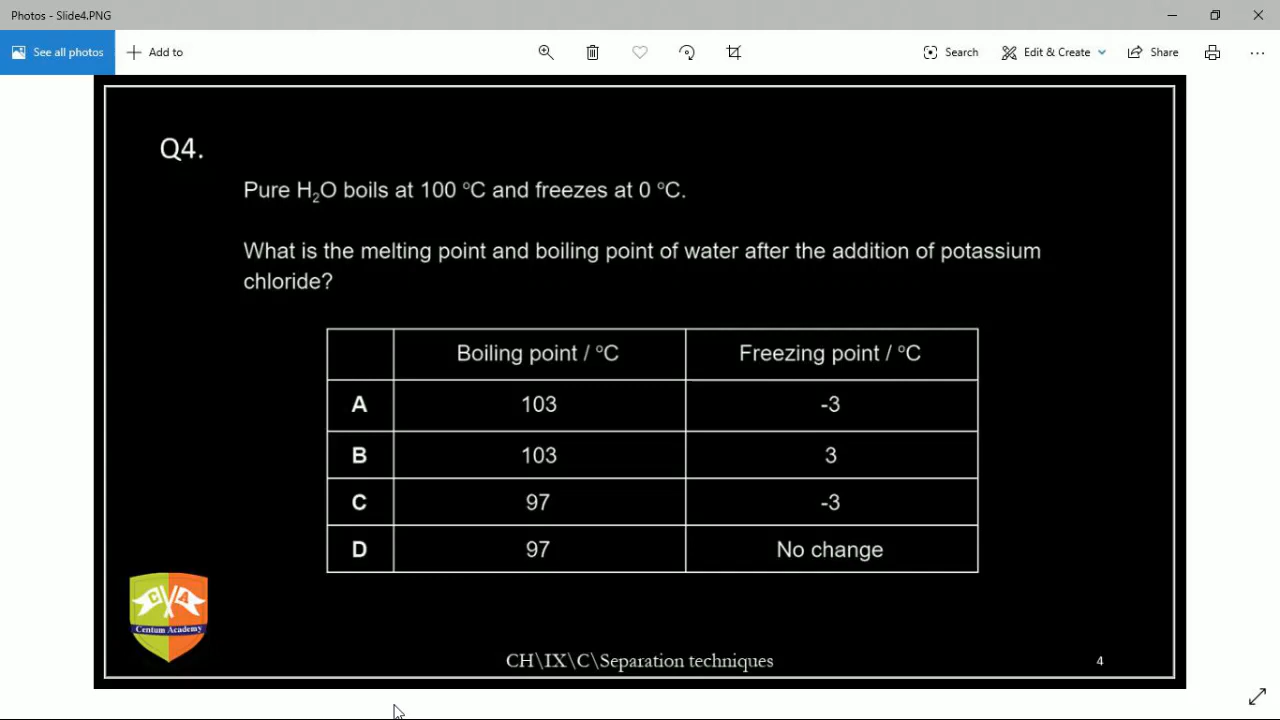 Photos - Slide4.PNG
See all photos
Add to
Search
Edit & Create
Share
Q4.
Pure H₂O boils at 100 °C and freezes at 0 °C.
What is the melting point and boiling point of water after the addition of potassium
chloride?
Boiling point / °C Freezing point / °C
A 103 -3
B 103 3
C 97 -3
D 97 No change
C A
Centum Academy
CH\IX\C\Separation techniques
4